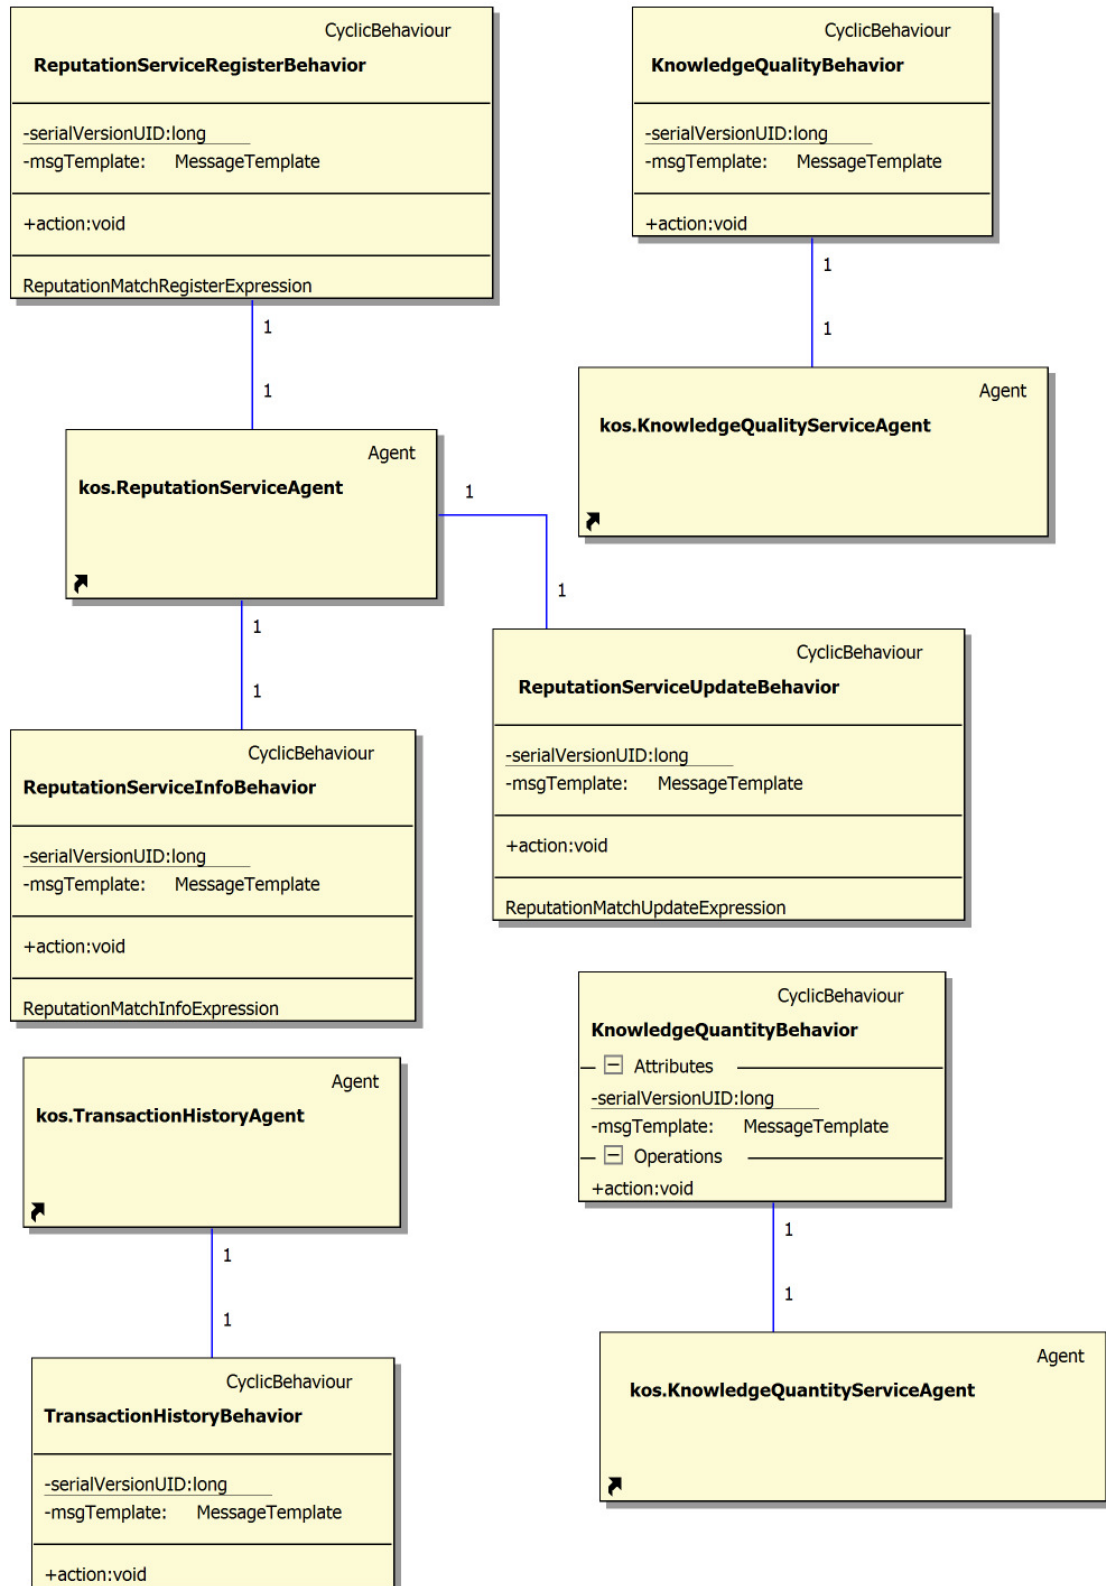 CyclicBehaviour
ReputationServiceRegisterBehavior
-serialVersionUID:long
-msgTemplate: MessageTemplate
+action:void
ReputationMatchRegisterExpression
CyclicBehaviour
KnowledgeQualityBehavior
-serialVersionUID:long
-msgTemplate: MessageTemplate
+action:void
1
1
1
1
Agent
kos.KnowledgeQualityServiceAgent
Agent
kos.ReputationServiceAgent
1
1
1
1
CyclicBehaviour
ReputationServiceUpdateBehavior
-serialVersionUID:long
-msgTemplate: MessageTemplate
+action:void
ReputationMatchUpdateExpression
CyclicBehaviour
ReputationServiceInfoBehavior
-serialVersionUID:long
-msgTemplate: MessageTemplate
+action:void
ReputationMatchInfoExpression
CyclicBehaviour
KnowledgeQuantityBehavior
Attributes
-serialVersionUID:long
-msgTemplate: MessageTemplate
Operations
+action:void
Agent
kos.TransactionHistoryAgent
1
1
1
1
Agent
kos.KnowledgeQuantityServiceAgent
CyclicBehaviour
TransactionHistoryBehavior
-serialVersionUID:long
-msgTemplate: MessageTemplate
+action:void